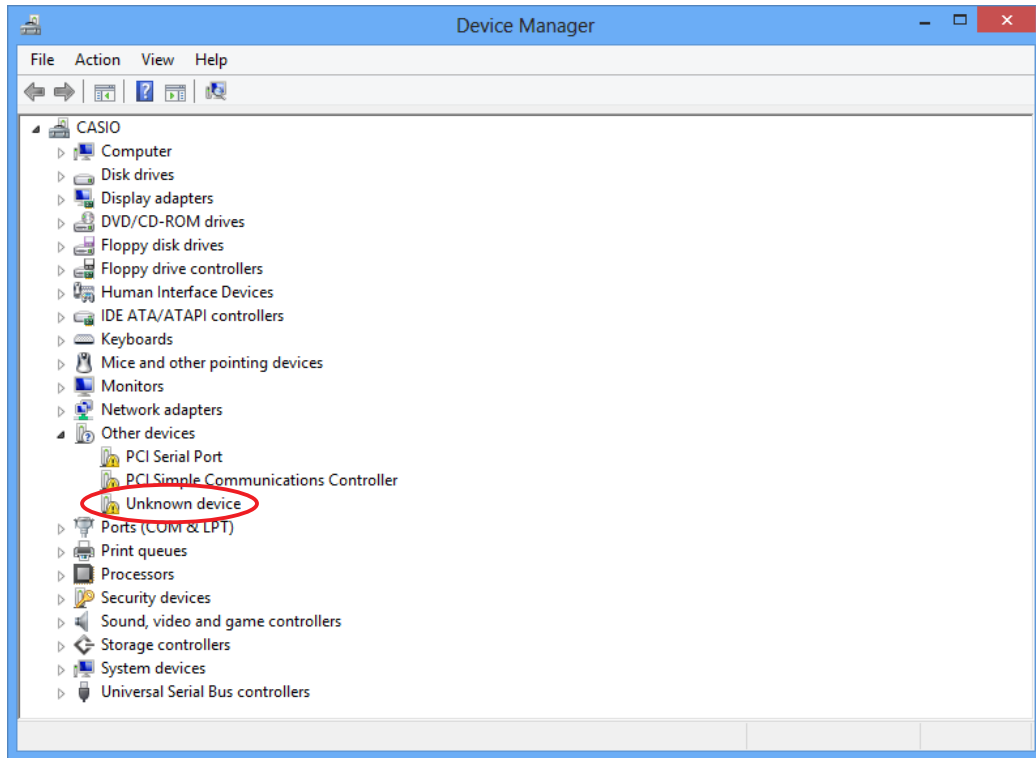 Device Manager
File Action View Help
CASIO
Computer
Disk drives
Display adapters
DVD/CD-ROM drives
Floppy disk drives
Floppy drive controllers
Human Interface Devices
IDE ATA/ATAPI controllers
Keyboards
Mice and other pointing devices
Monitors
Network adapters
Other devices
PCI Serial Port
PCI Simple Communications Controller
Unknown device
Ports (COM & LPT)
Print queues
Processors
Security devices
Sound, video and game controllers
Storage controllers
System devices
Universal Serial Bus controllers